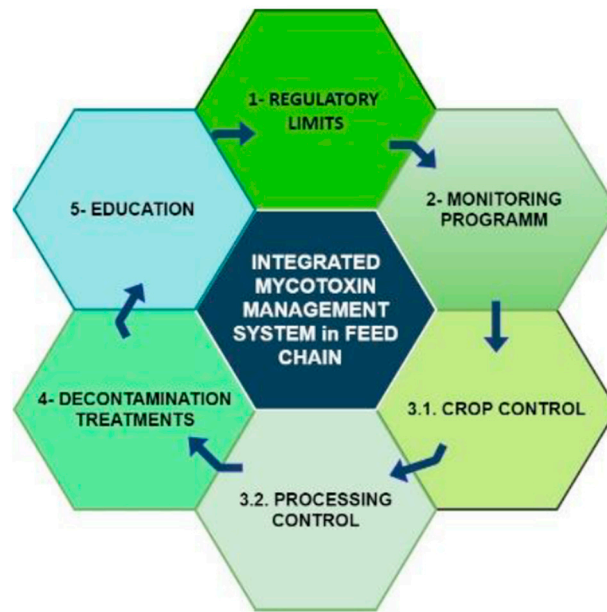 1- REGULATORY
LIMITS
2- MONITORING
PROGRAMM
3.1. CROP CONTROL
3.2. PROCESSING
CONTROL
4- DECONTAMINATION
TREATMENTS
5- EDUCATION
INTEGRATED
MYCOTOXIN
MANAGEMENT
SYSTEM in FEED
CHAIN